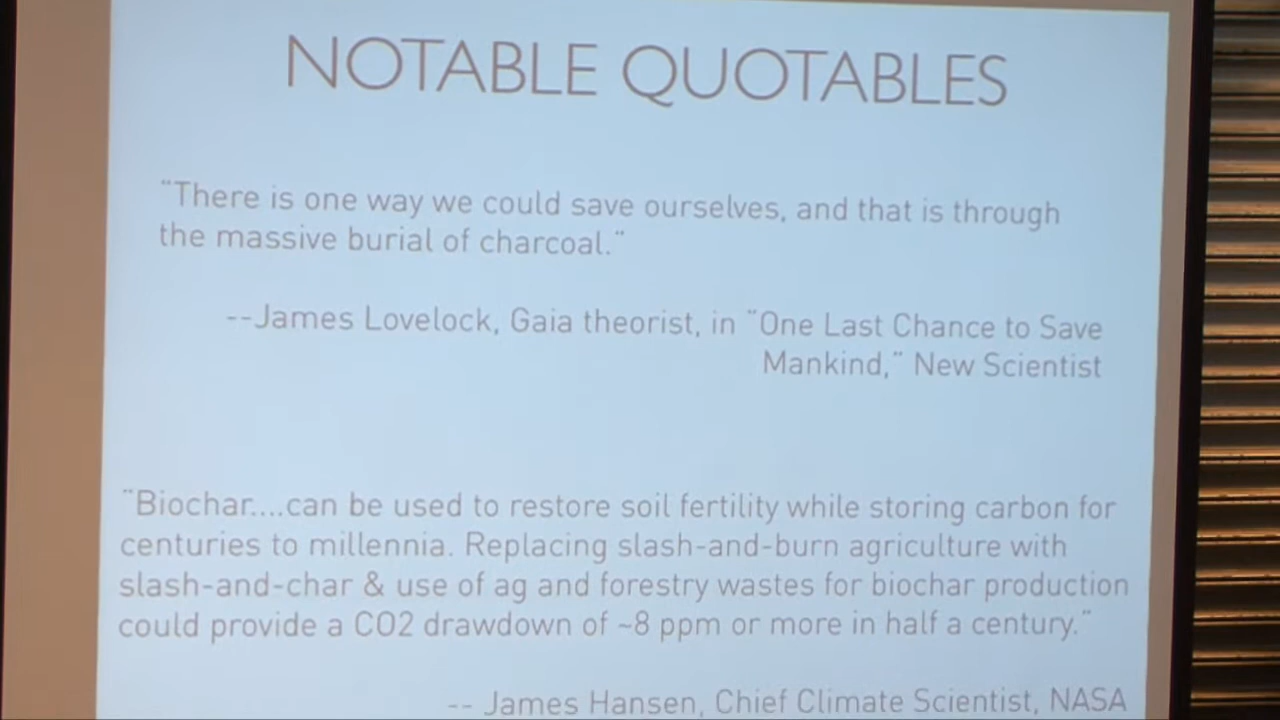 NOTABLE QUOTABLES
"There is one way we could save ourselves, and that is through
the massive burial of charcoal."
--James Lovelock, Gaia theorist, in "One Last Chance to Save
Mankind," New Scientist
"Biochar....can be used to restore soil fertility while storing carbon for
centuries to millennia. Replacing slash-and-burn agriculture with
slash-and-char & use of ag and forestry wastes for biochar production
could provide a CO2 drawdown of ~8 ppm or more in half a century."
-- James Hansen, Chief Climate Scientist, NASA